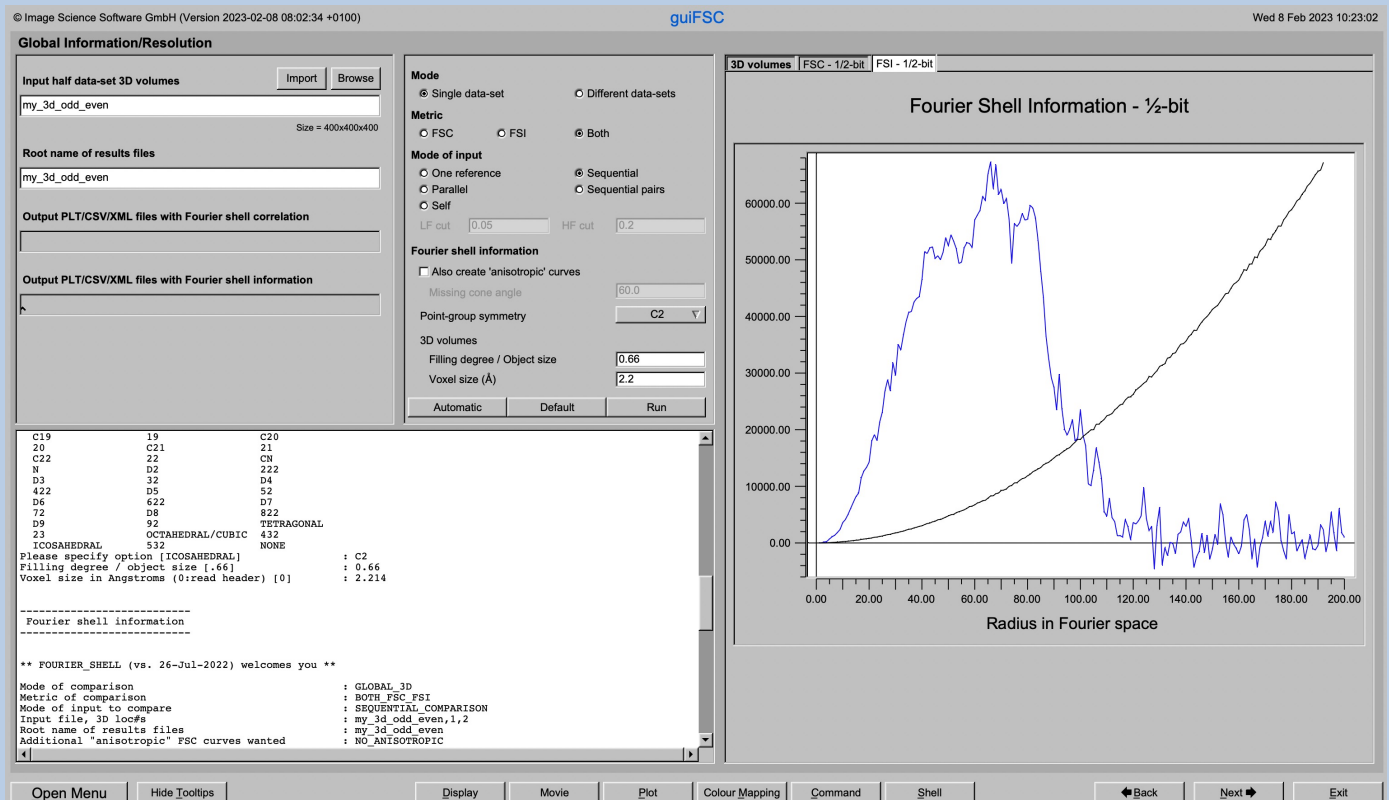 © Image Science Software GmbH (Version 2023-02-08 08:02:34 +0100)
guiFSC
Wed 8 Feb 2023 10:23:02
Global Information/Resolution
Input half data-set 3D volumes
Import
Browse
my_3d_odd_even
Size = 400x400x400
Root name of results files
my_3d_odd_even
Output PLT/CSV/XML files with Fourier shell correlation
Output PLT/CSV/XML files with Fourier shell information
Mode
Single data-set
Different data-sets
Metric
FSC
FSI
Both
Mode of input
One reference
Sequential
Parallel
Sequential pairs
Self
LF cut 0.05 HF cut 0.2
Fourier shell information
Also create 'anisotropic' curves
Missing cone angle 60.0
Point-group symmetry C2
3D volumes
Filling degree / Object size 0.66
Voxel size (Å) 2.2
Automatic
Default
Run
C19 19 C20
20 C21 21
C22 22 CN
N D2 222
D3 32 D4
422 D5 52
D6 622 D7
72 D8 822
D9 92 TETRAGONAL
23 OCTAHEDRAL/CUBIC 432
ICOSAHEDRAL 532 NONE
Please specify option [ICOSAHEDRAL] : C2
Filling degree / object size [.66] : 0.66
Voxel size in Angstroms (0:read header) [0] : 2.214
--------------------------
Fourier shell information
--------------------------
** FOURIER_SHELL (vs. 26-Jul-2022) welcomes you **
Mode of comparison : GLOBAL_3D
Metric of comparison : BOTH_FSC_FSI
Mode of input to compare : SEQUENTIAL_COMPARISON
Input file, 3D loc#s : my_3d_odd_even,1,2
Root name of results files : my_3d_odd_even
Additional "anisotropic" FSC curves wanted : NO_ANISOTROPIC
3D volumes
FSC - 1/2-bit
FSI - 1/2-bit
Fourier Shell Information - ½-bit
60000.00
50000.00
40000.00
30000.00
20000.00
10000.00
0.00
0.00 20.00 40.00 60.00 80.00 100.00 120.00 140.00 160.00 180.00 200.00
Radius in Fourier space
Open Menu
Hide Tooltips
Display
Movie
Plot
Colour Mapping
Command
Shell
Back
Next
Exit